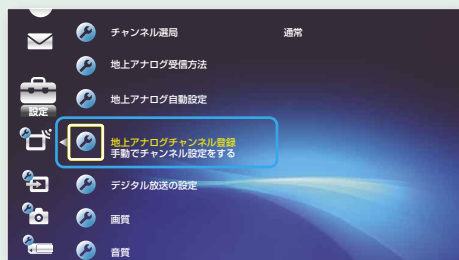 チャンネル選局 通常
地上アナログ受信方法
地上アナログ自動設定
設定
地上アナログチャンネル登録
手動でチャンネル設定をする
デジタル放送の設定
画質
音質